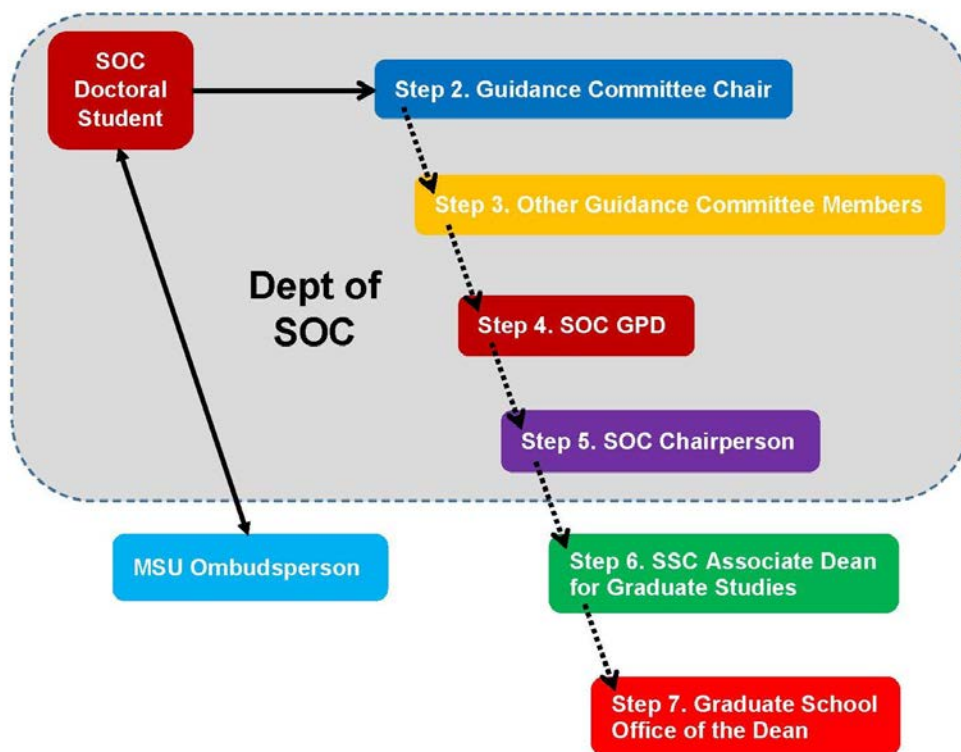 SOC
Doctoral
Student
Step 2. Guidance Committee Chair
Step 3. Other Guidance Committee Members
Dept of
SOC
Step 4. SOC GPD
Step 5. SOC Chairperson
MSU Ombudsperson
Step 6. SSC Associate Dean
for Graduate Studies
Step 7. Graduate School
Office of the Dean